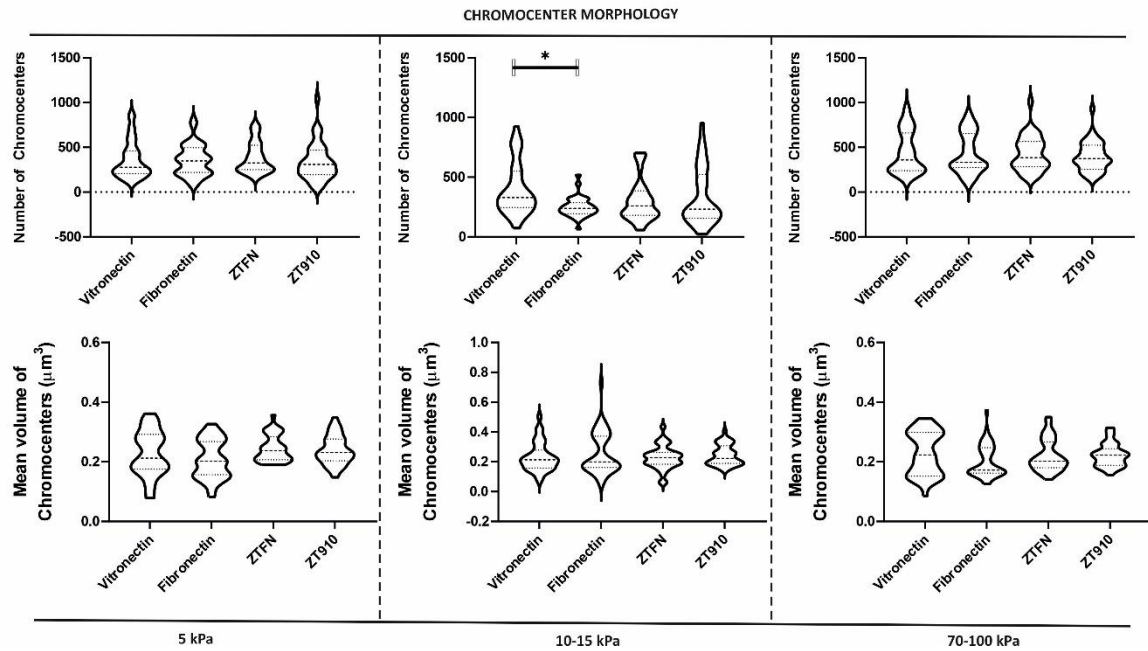 CHROMOCENTER MORPHOLOGY
Number of Chromocenters
1500
1000
500
0
-500
Vitronectin
Fibronectin
ZTFN
ZT910
Number of Chromocenters
1500
1000
500
0
*
Vitronectin
Fibronectin
ZTFN
ZT910
Number of Chromocenters
1500
1000
500
0
-500
Vitronectin
Fibronectin
ZTFN
ZT910
Mean volume of
Chromocenters (μm³)
0.6
0.4
0.2
0.0
Vitronectin
Fibronectin
ZTFN
ZT910
Mean volume of
Chromocenters (μm³)
1.0
0.8
0.6
0.4
0.2
0.0
-0.2
Vitronectin
Fibronectin
ZTFN
ZT910
Mean volume of
Chromocenters (μm³)
0.6
0.4
0.2
0.0
Vitronectin
Fibronectin
ZTFN
ZT910
5 kPa
10-15 kPa
70-100 kPa